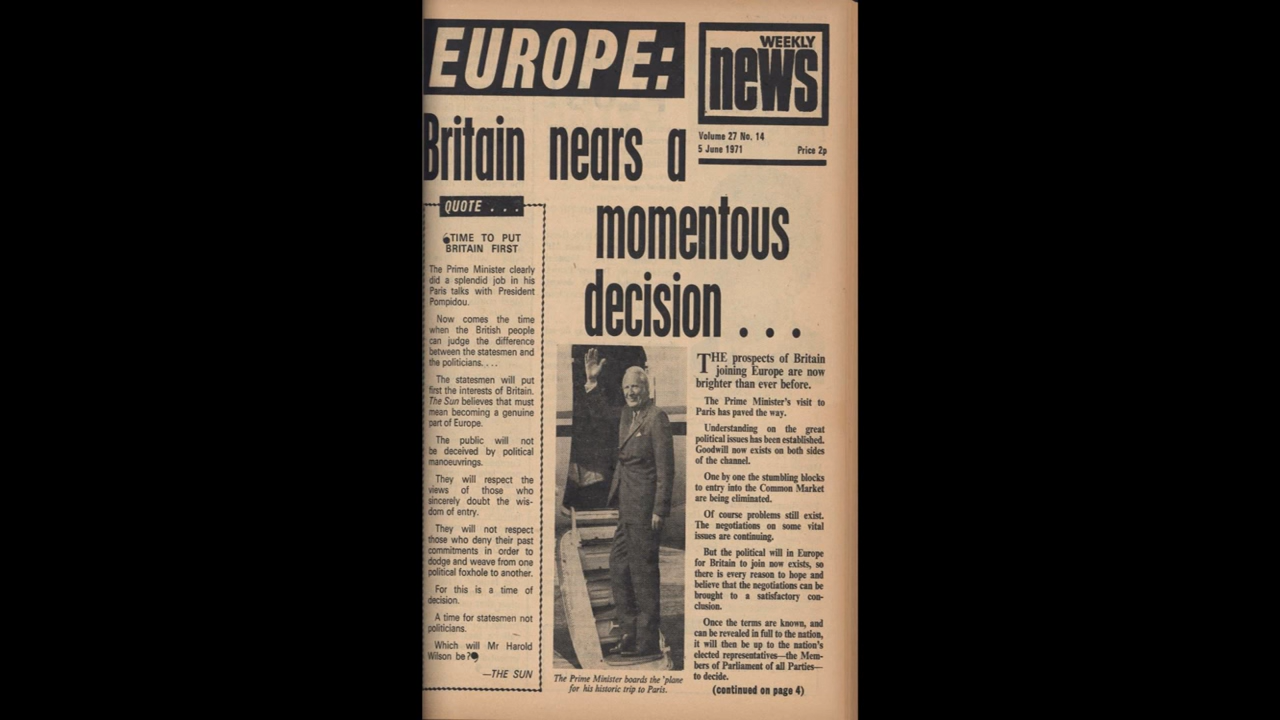 EUROPE:
WEEKLY
news
Volume 27 No. 14
5 June 1971 Price 2p
Britain nears a
momentous
decision . . .
QUOTE . . .
‘TIME TO PUT
BRITAIN FIRST
The Prime Minister clearly
did a splendid job in his
Paris talks with President
Pompidou.
Now comes the time
when the British people
can judge the difference
between the statesmen and
the politicians. . . .
The statesmen will put
first the interests of Britain.
The Sun believes that must
mean becoming a genuine
part of Europe.
The public will not
be deceived by political
manoeuvrings.
They will respect the
views of those who
sincerely doubt the wis-
dom of entry.
They will not respect
those who deny their past
commitments in order to
dodge and weave from one
political foxhole to another.
For this is a time of
decision.
A time for statesmen not
politicians.
Which will Mr Harold
Wilson be?’
—THE SUN
The Prime Minister boards the ’plane
for his historic trip to Paris.
THE prospects of Britain
joining Europe are now
brighter than ever before.
The Prime Minister’s visit to
Paris has paved the way.
Understanding on the great
political issues has been established.
Goodwill now exists on both sides
of the channel.
One by one the stumbling blocks
to entry into the Common Market
are being eliminated.
Of course problems still exist.
The negotiations on some vital
issues are continuing.
But the political will in Europe
for Britain to join now exists, so
there is every reason to hope and
believe that the negotiations can be
brought to a satisfactory con-
clusion.
Once the terms are known, and
can be revealed in full to the nation,
it will then be up to the nation’s
elected representatives—the Mem-
bers of Parliament of all Parties—
to decide.
(continued on page 4)